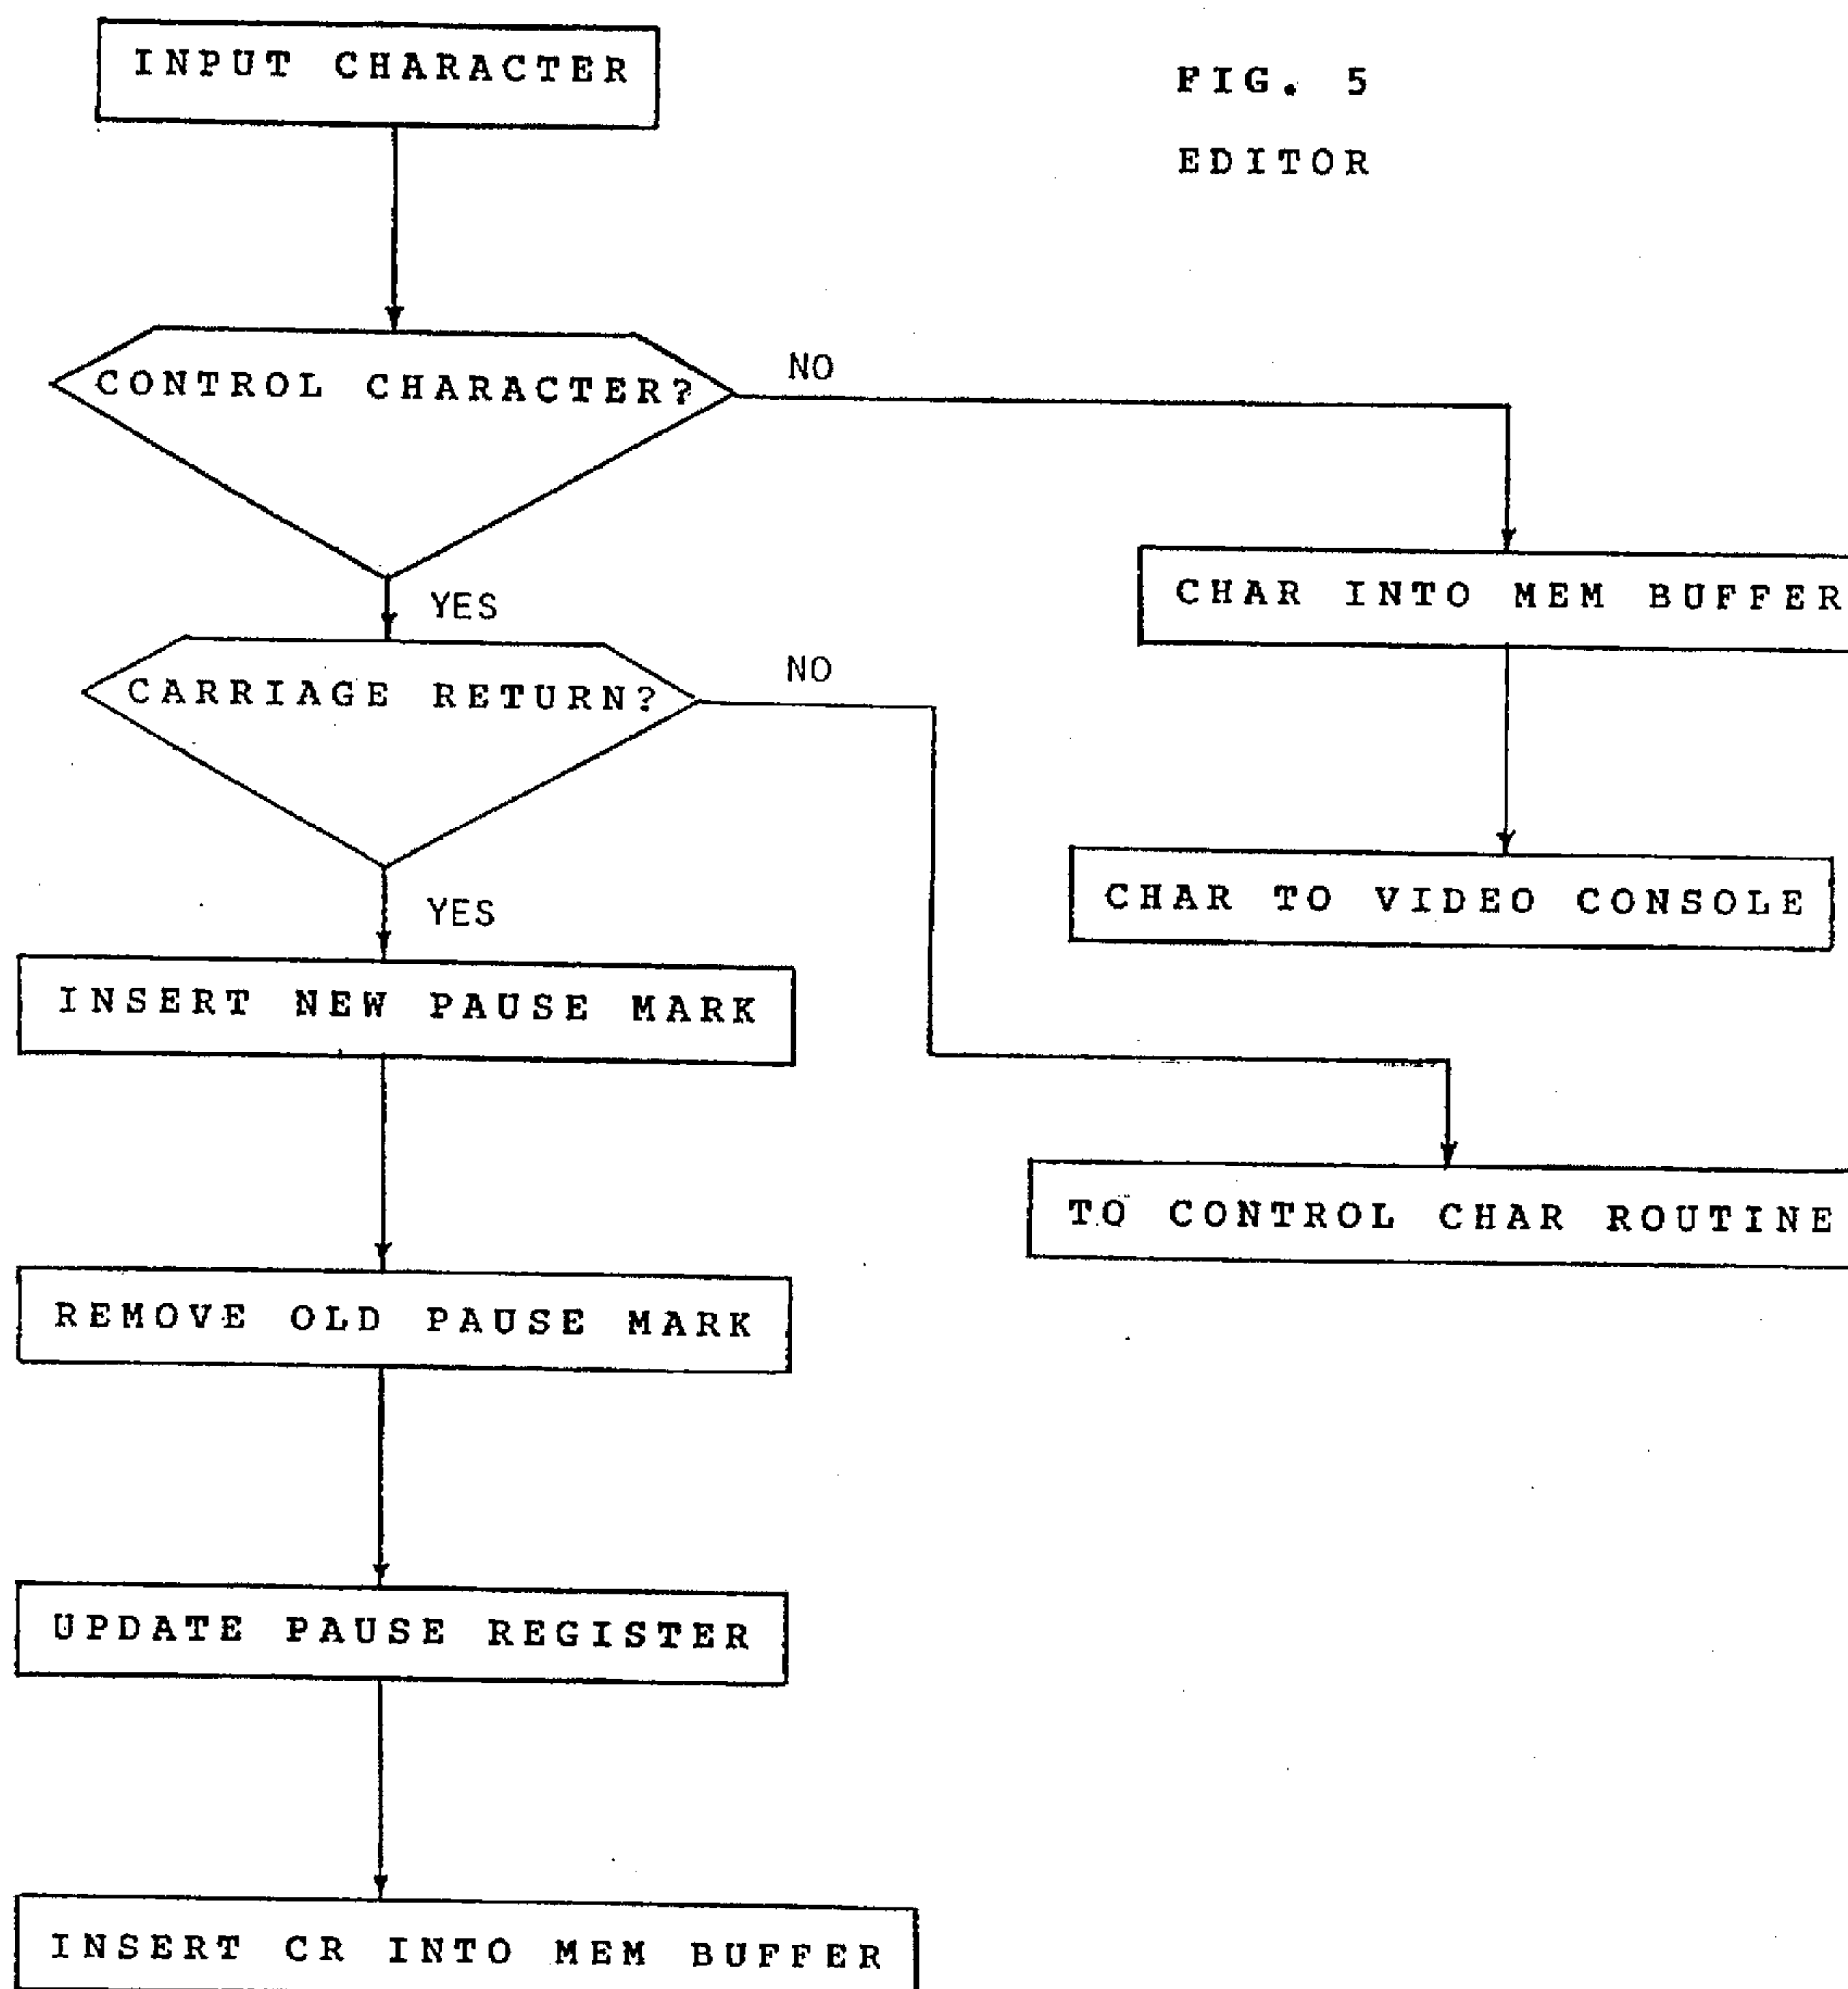 INPUT CHARACTER
FIG. 5
EDITOR
CONTROL CHARACTER?
NO
YES
CHAR INTO MEM BUFFER
CARRIAGE RETURN?
NO
YES
CHAR TO VIDEO CONSOLE
INSERT NEW PAUSE MARK
TO CONTROL CHAR ROUTINE
REMOVE OLD PAUSE MARK
UPDATE PAUSE REGISTER
INSERT CR INTO MEM BUFFER